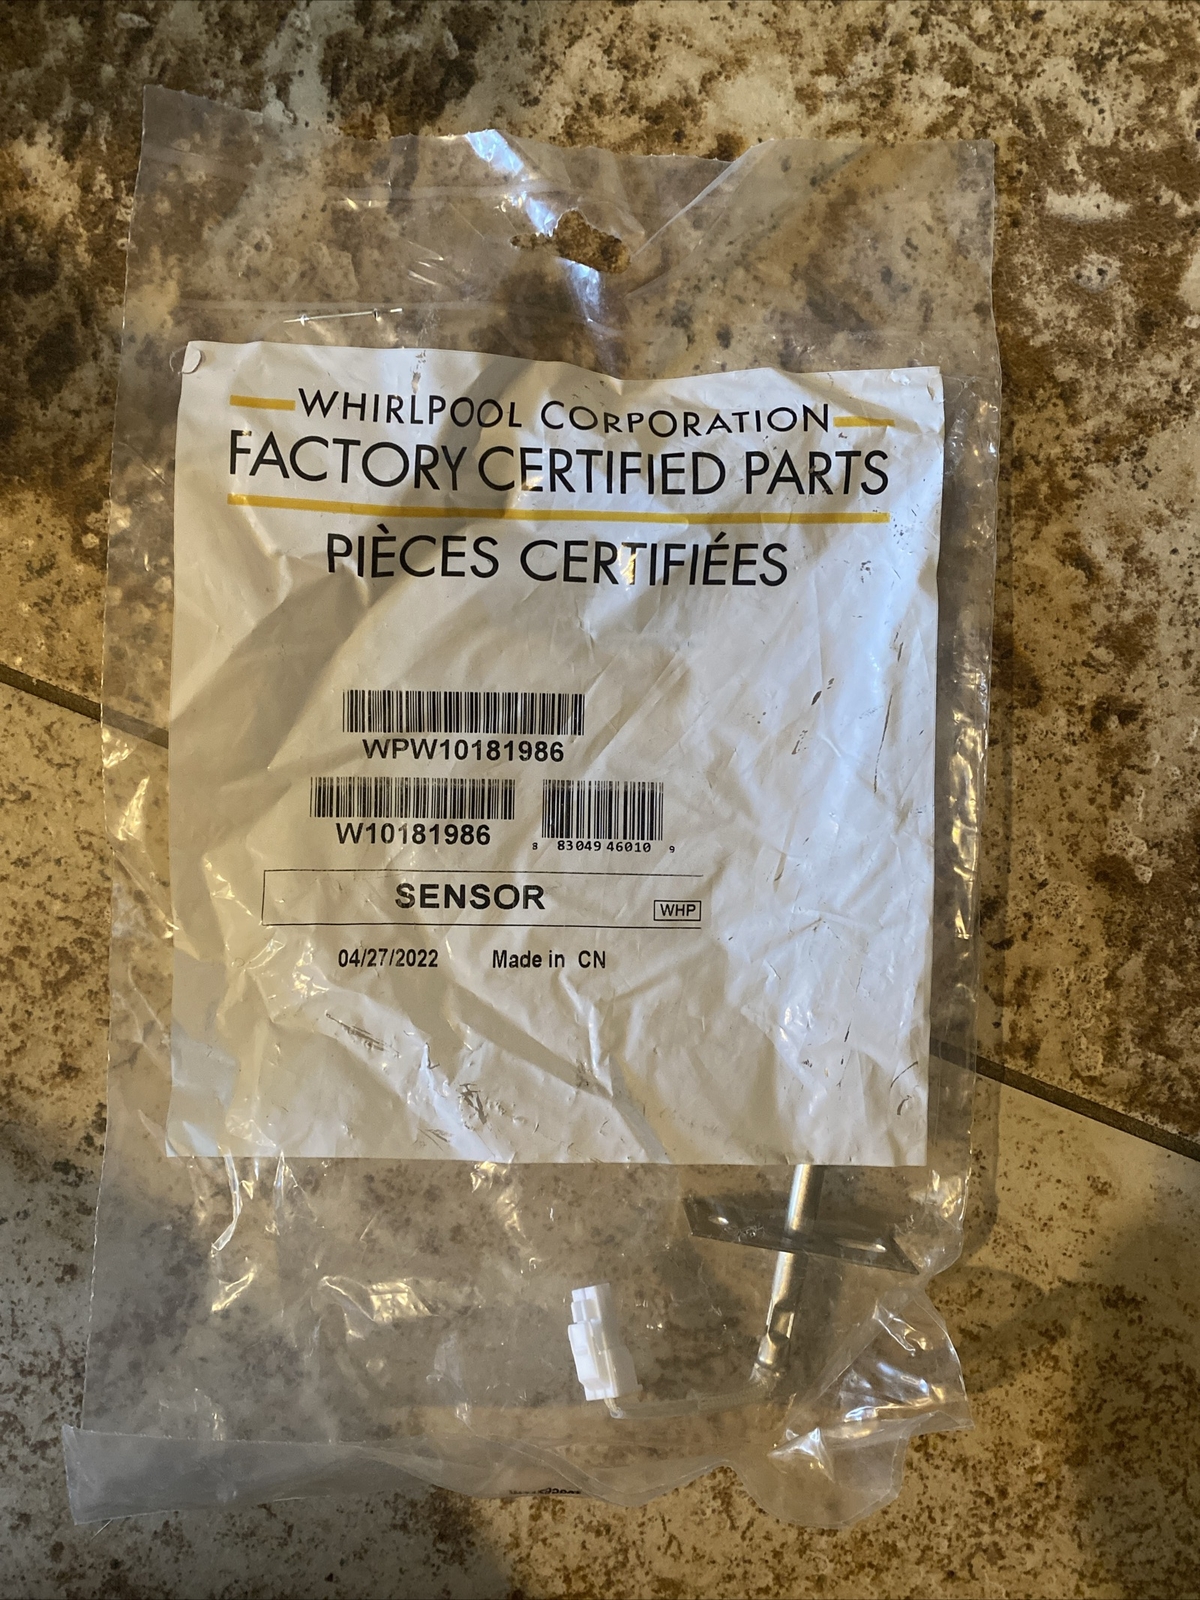 WHIRLPOOL CORPORATION
FACTORY CERTIFIED PARTS
PIÈCES CERTIFIÉES
WPW10181986
W10181986
8 83049 46010 9
SENSOR
WHP
04/27/2022 Made in CN